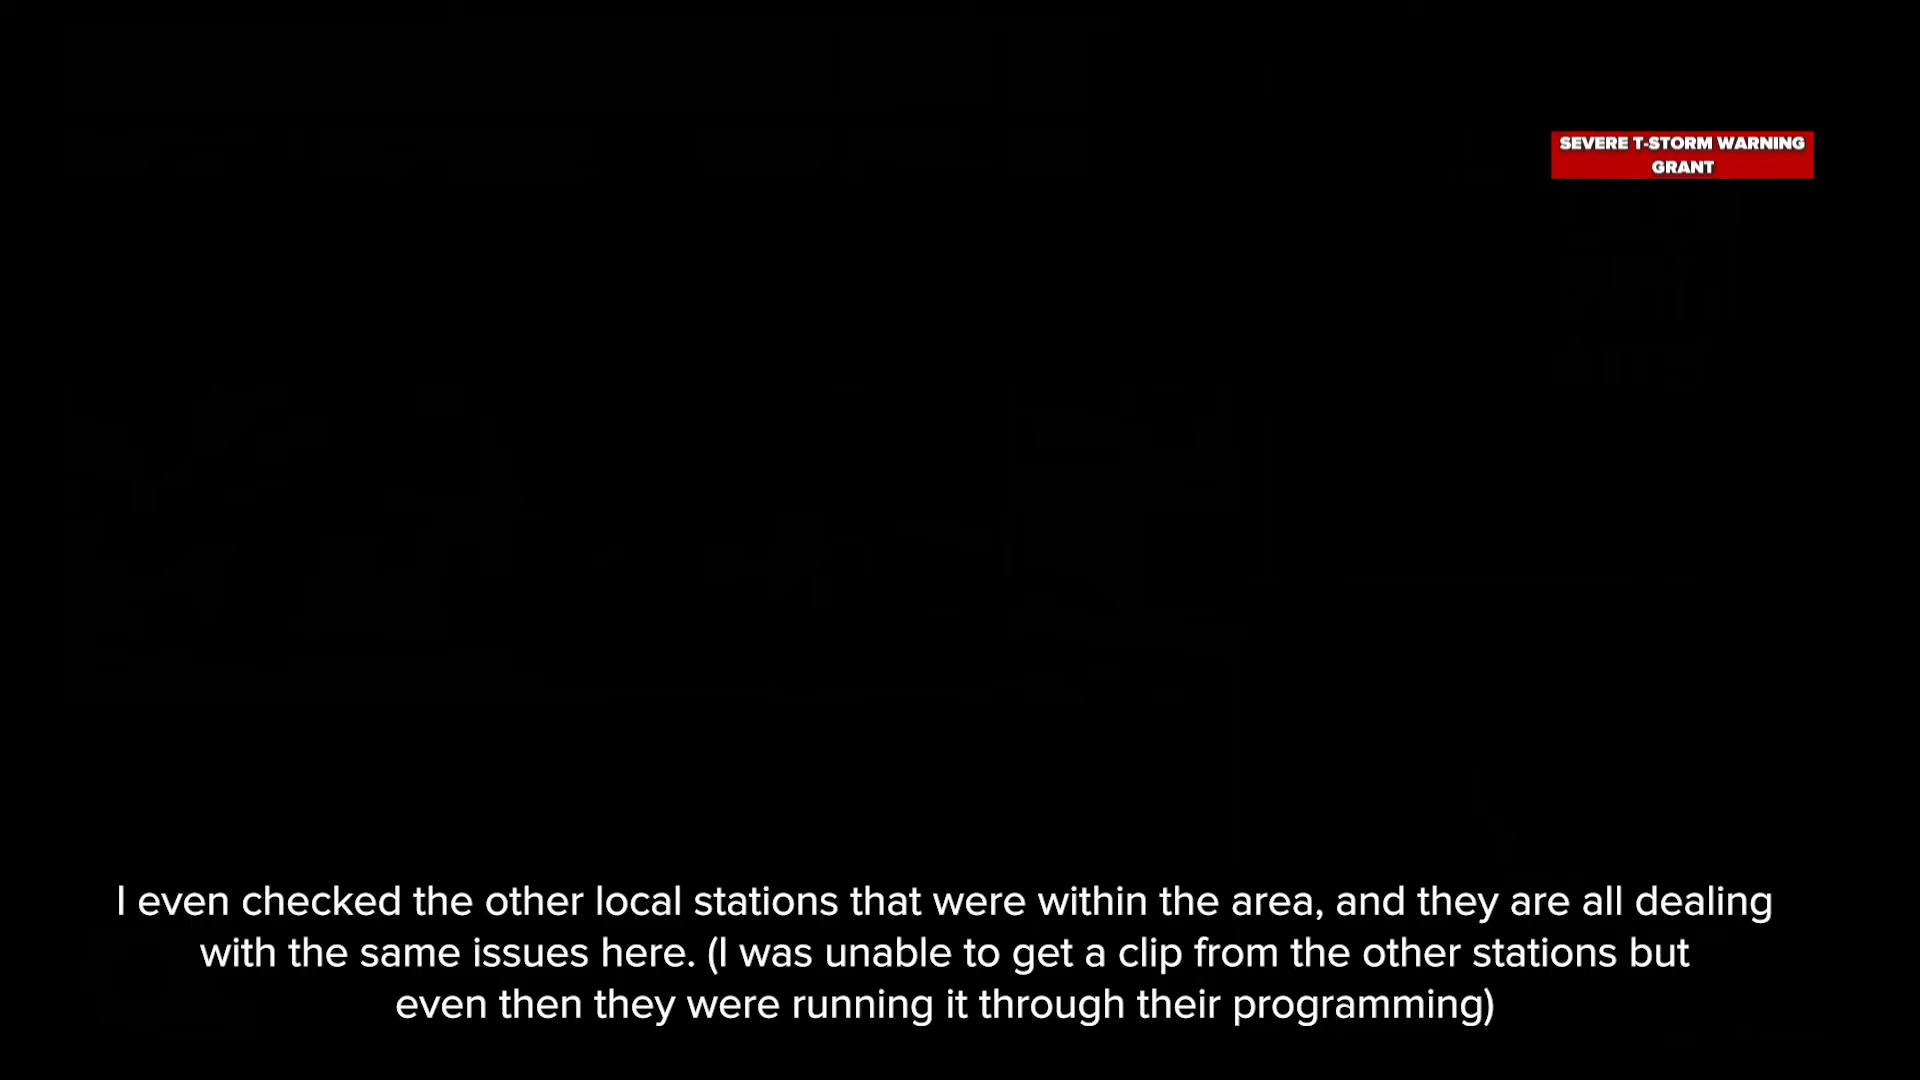 SEVERE T-STORM WARNING
GRANT
I even checked the other local stations that were within the area, and they are all dealing
with the same issues here. (I was unable to get a clip from the other stations but
even then they were running it through their programming)